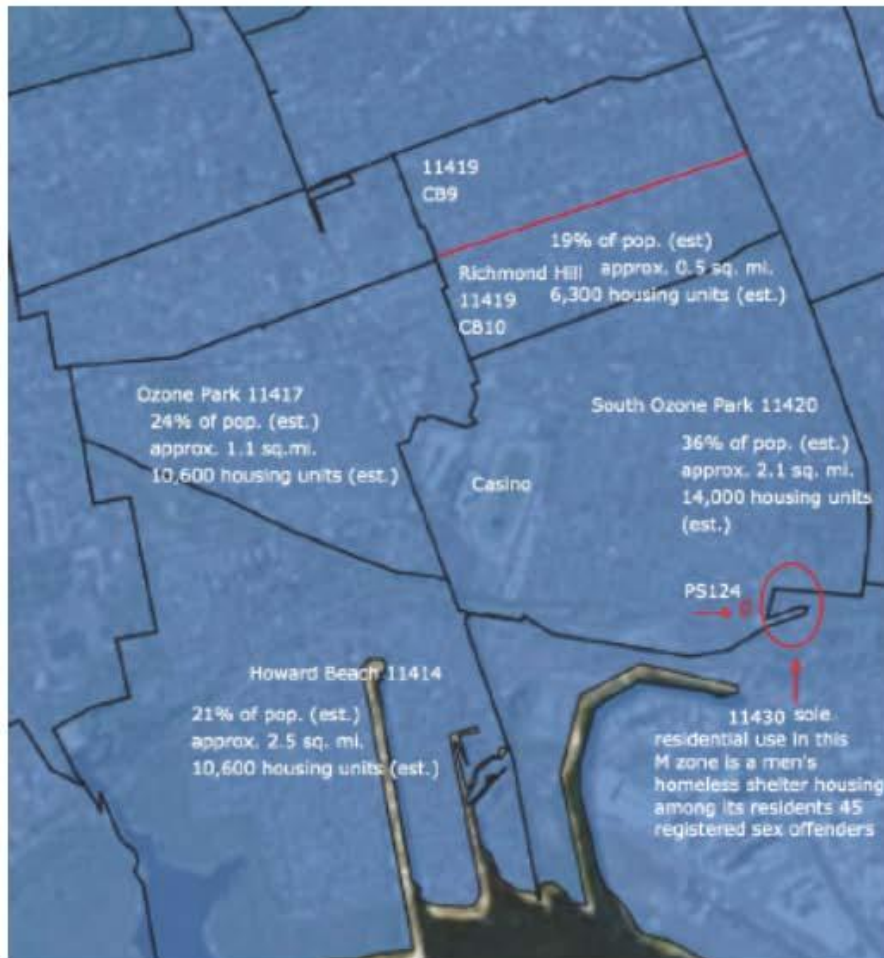 11419
CB9
19% of pop. (est)
approx. 0.5 sq. mi.
6,300 housing units (est.)
Richmond Hill
11419
CB10
Ozone Park 11417
24% of pop. (est.)
approx. 1.1 sq.mi.
10,600 housing units (est.)
South Ozone Park 11420
36% of pop. (est.)
approx. 2.1 sq. mi.
14,000 housing units
(est.)
Casino
PS124
Howard Beach 11414
21% of pop. (est.)
approx. 2.5 sq. mi.
10,600 housing units (est.)
11430 sole
residential use in this
M zone is a men's
homeless shelter housing
among its residents 45
registered sex offenders